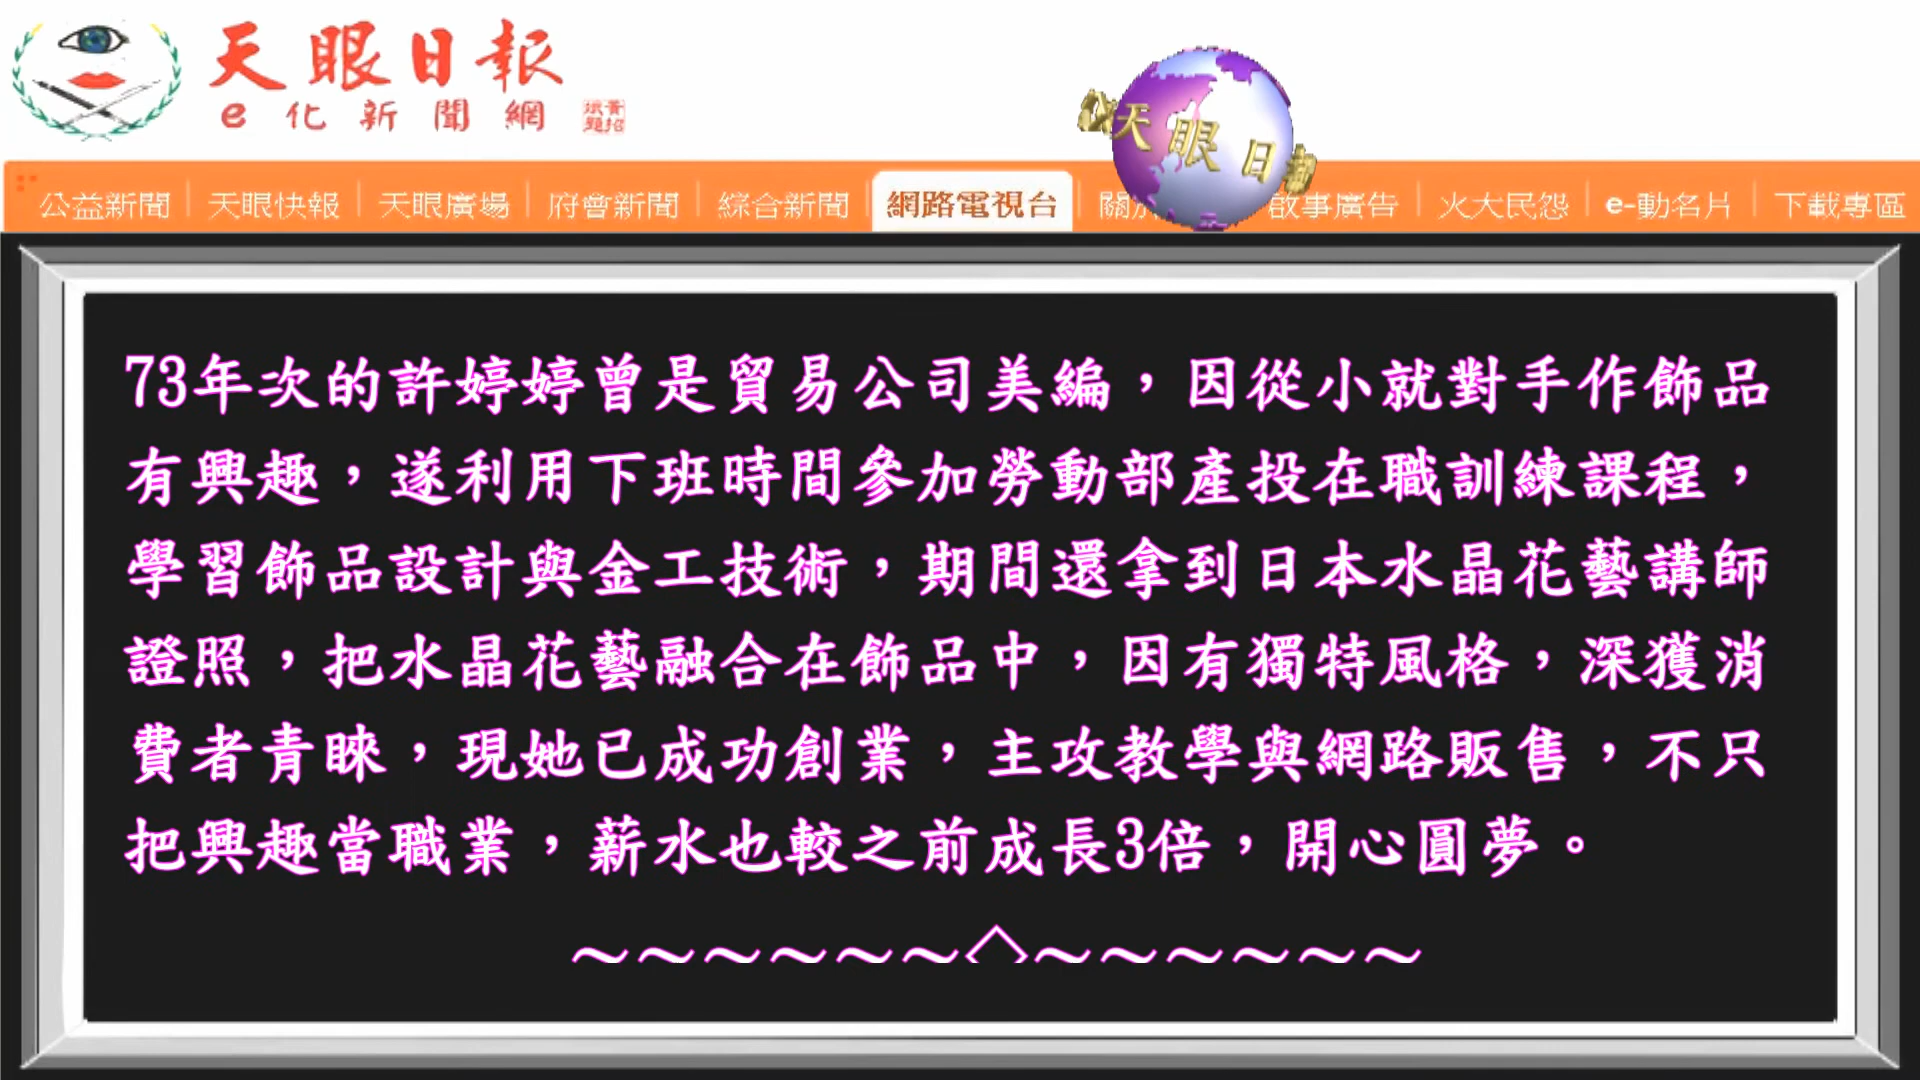 天眼日報
e化新聞網
天眼日報
公益新聞 天眼快報 天眼廣場 府會新聞 綜合新聞 網路電視台 關於 啟事廣告 火大民怨 e-動名片 下載專區
73年次的許婷婷曾是貿易公司美編，因從小就對手作飾品
有興趣，遂利用下班時間參加勞動部產投在職訓練課程，
學習飾品設計與金工技術，期間還拿到日本水晶花藝講師
證照，把水晶花藝融合在飾品中，因有獨特風格，深獲消
費者青睞，現她已成功創業，主攻教學與網路販售，不只
把興趣當職業，薪水也較之前成長3倍，開心圓夢。
～～～～～～◇～～～～～～